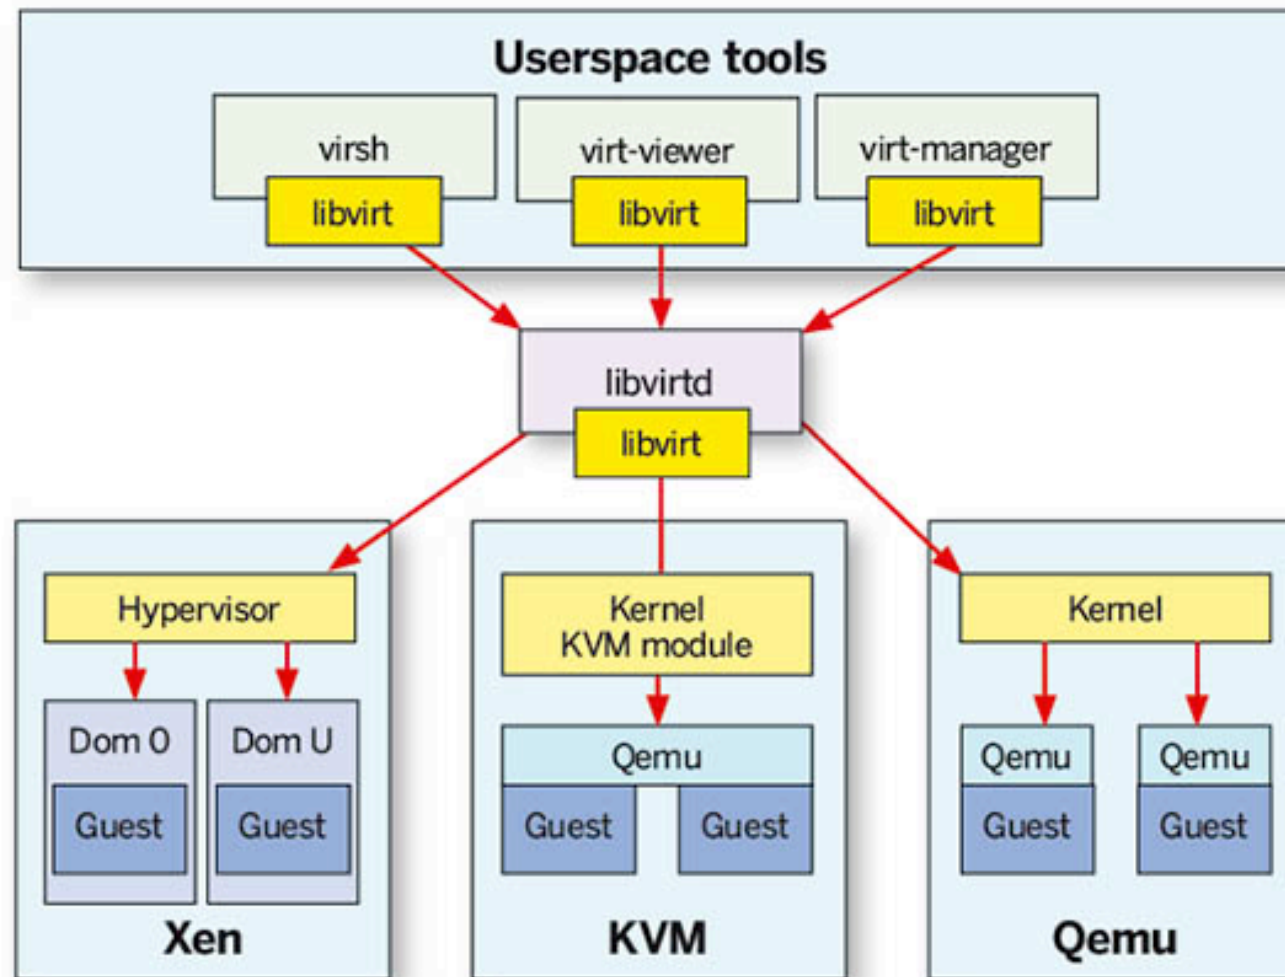 Userspace tools
virsh
virt-viewer
virt-manager
libvirt
libvirt
libvirt
libvirtd
libvirt
Hypervisor
Dom 0
Dom U
Guest
Guest
Xen
Kernel
KVM module
Qemu
Guest
Guest
KVM
Kernel
Qemu
Qemu
Guest
Guest
Qemu